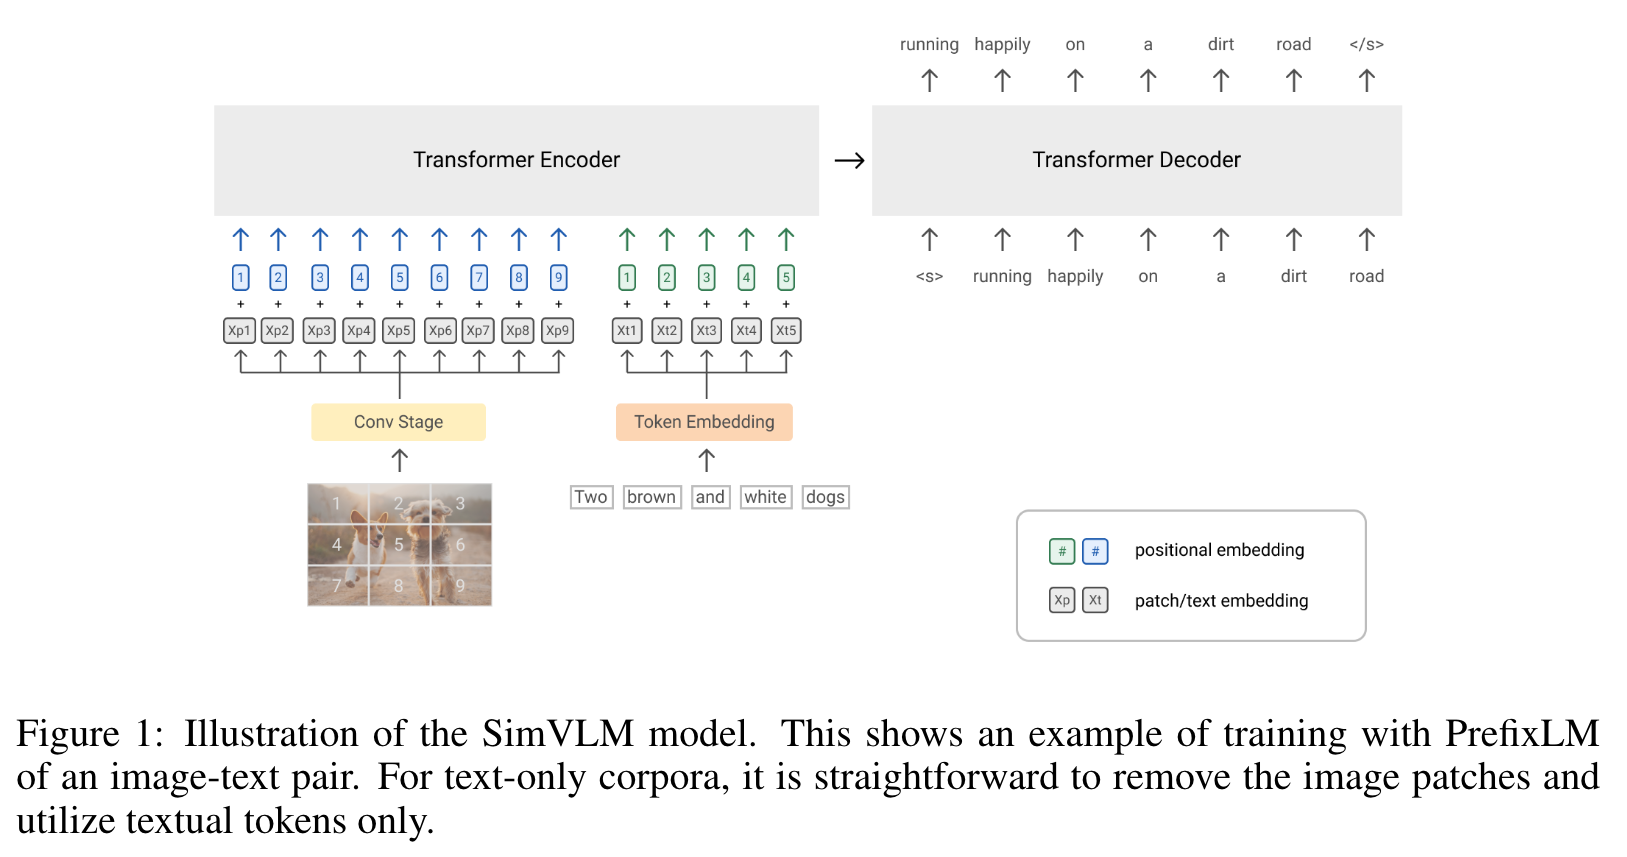 running happily on a dirt road </s>
Transformer Encoder
Transformer Decoder
1 2 3 4 5 6 7 8 9
1 2 3 4 5
+ + + + + + + + +
+ + + + +
Xp1 Xp2 Xp3 Xp4 Xp5 Xp6 Xp7 Xp8 Xp9
Xt1 Xt2 Xt3 Xt4 Xt5
<s> running happily on a dirt road
Conv Stage
Token Embedding
1 2 3
4 5 6
7 8 9
Two brown and white dogs
# # positional embedding
Xp Xt patch/text embedding
Figure 1: Illustration of the SimVLM model. This shows an example of training with PrefixLM
of an image-text pair. For text-only corpora, it is straightforward to remove the image patches and
utilize textual tokens only.